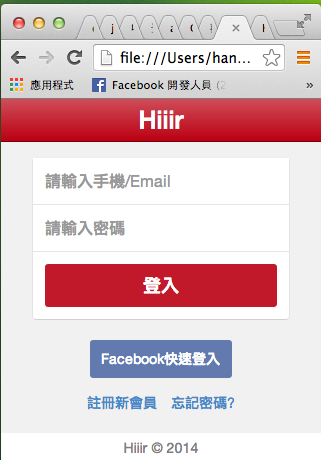 file:///Users/han...
應用程式 Facebook 開發人員 (2
Hiiir
請輸入手機/Email
請輸入密碼
登入
Facebook快速登入
註冊新會員 忘記密碼?
Hiiir © 2014